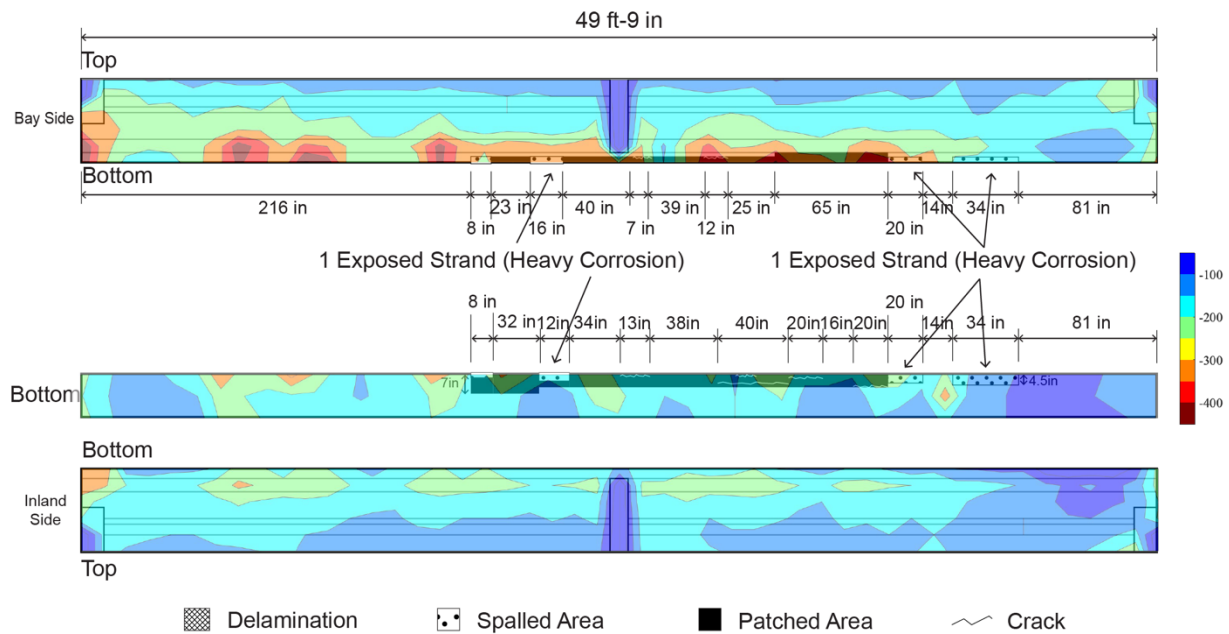 49 ft-9 in
Top
Bay Side
Bottom
216 in
23 in
40 in
39 in
25 in
65 in
14in
34 in
81 in
8 in
16 in
7 in
12 in
20 in
1 Exposed Strand (Heavy Corrosion)
1 Exposed Strand (Heavy Corrosion)
8 in
20 in
32 in
12in
34in
13in
38in
40in
20in
16in
20in
14in
34 in
81 in
-100
-200
-300
-400
Bottom
7in
4.5in
Bottom
Inland
Side
Top
Delamination
Spalled Area
Patched Area
Crack